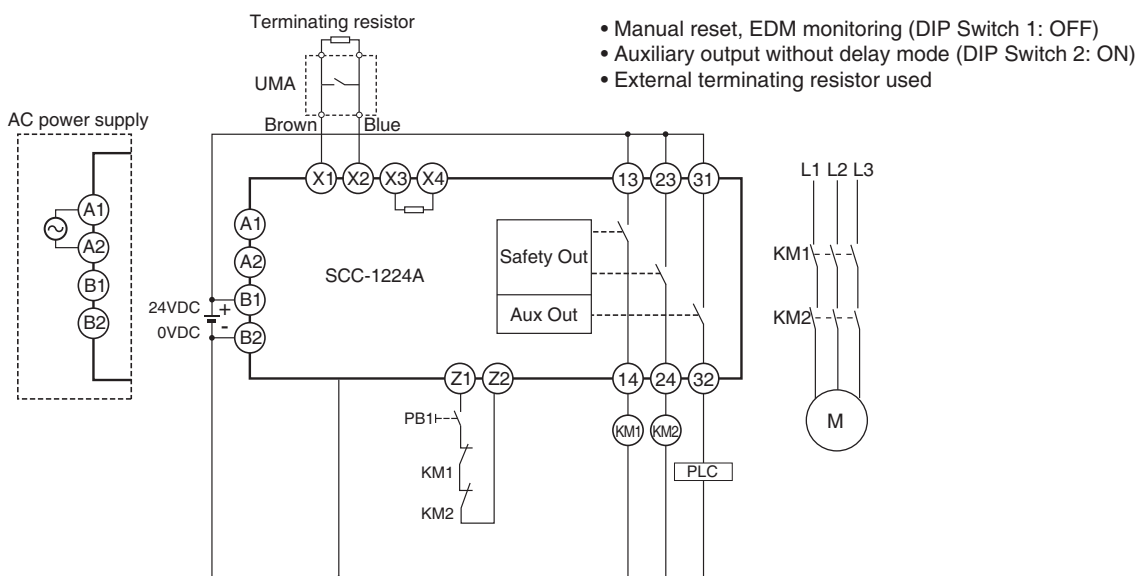 Terminating resistor
• Manual reset, EDM monitoring (DIP Switch 1: OFF)
• Auxiliary output without delay mode (DIP Switch 2: ON)
• External terminating resistor used
UMA
AC power supply
Brown
Blue
X1
X2
X3
X4
13
23
31
L1 L2 L3
A1
A2
B1
B2
A1
A2
B1
B2
SCC-1224A
Safety Out
Aux Out
24VDC
+
0VDC
-
KM1
KM2
M
Z1
Z2
14
24
32
PB1
KM1
KM2
KM1
KM2
PLC